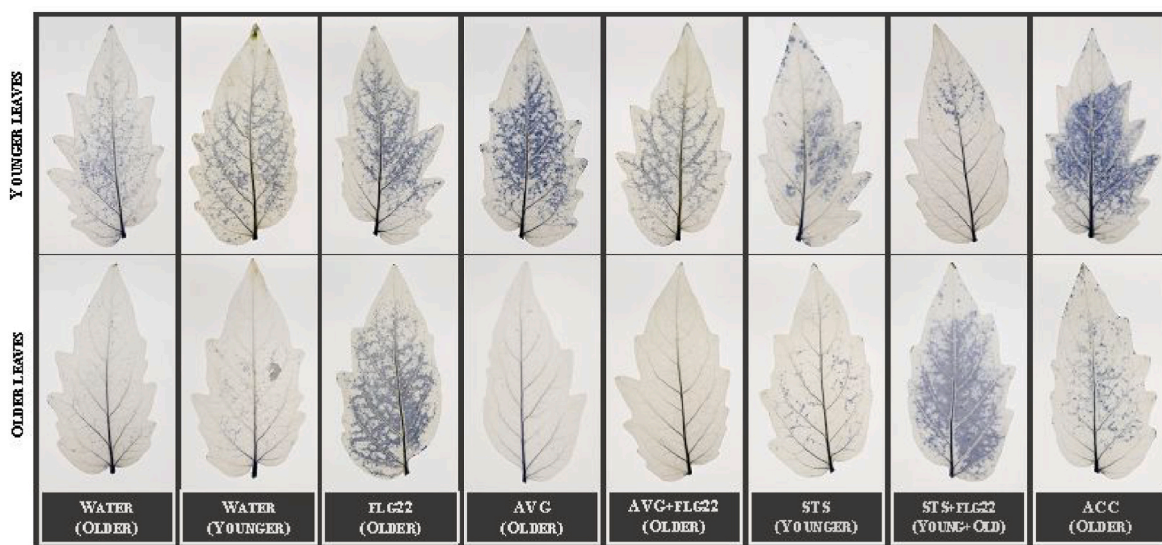 YOUNGER LEAVES
OLDER LEAVES
WATER
(OLDER)
WATER
(YOUNGER)
FLG22
(OLDER)
AVG
(OLDER)
AVG+FLG22
(OLDER)
STS
(YOUNGER)
STS+FLG22
(YOUNG+OLD)
ACC
(OLDER)